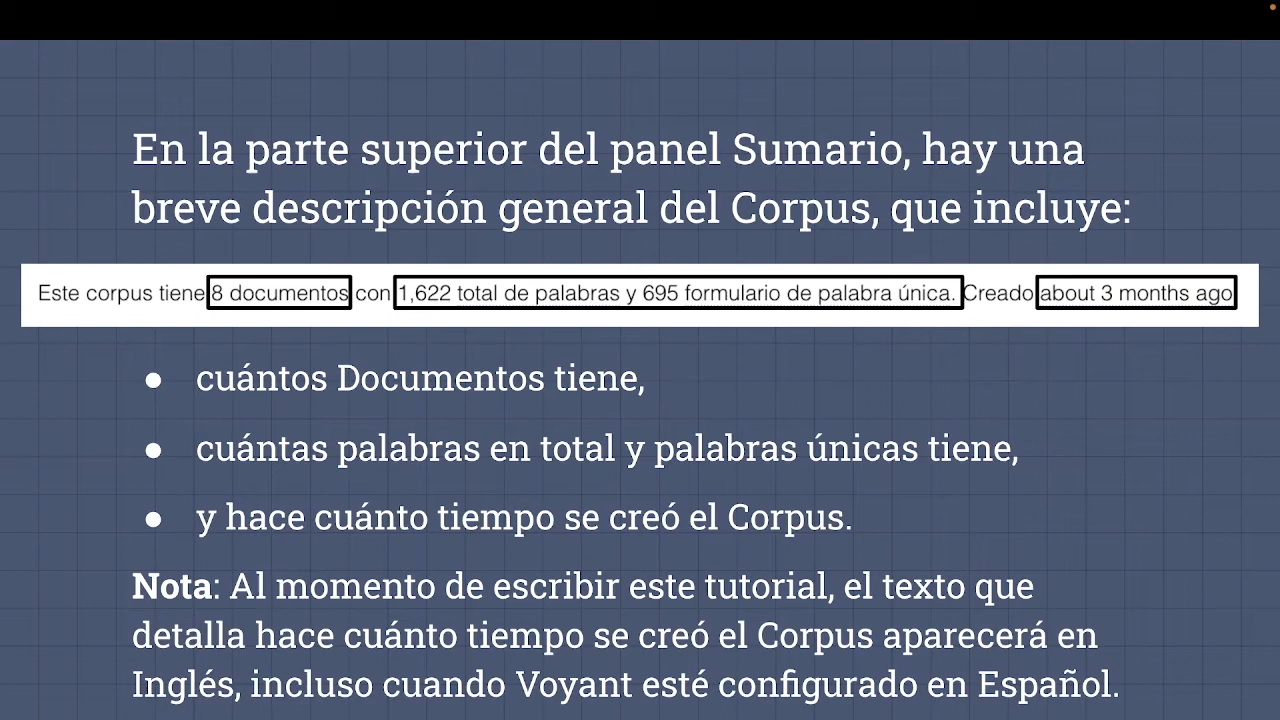 En la parte superior del panel Sumario, hay una
breve descripción general del Corpus, que incluye:
Este corpus tiene 8 documentos con 1,622 total de palabras y 695 formulario de palabra única. Creado about 3 months ago
● cuántos Documentos tiene,
● cuántas palabras en total y palabras únicas tiene,
● y hace cuánto tiempo se creó el Corpus.
Nota: Al momento de escribir este tutorial, el texto que
detalla hace cuánto tiempo se creó el Corpus aparecerá en
Inglés, incluso cuando Voyant esté configurado en Español.